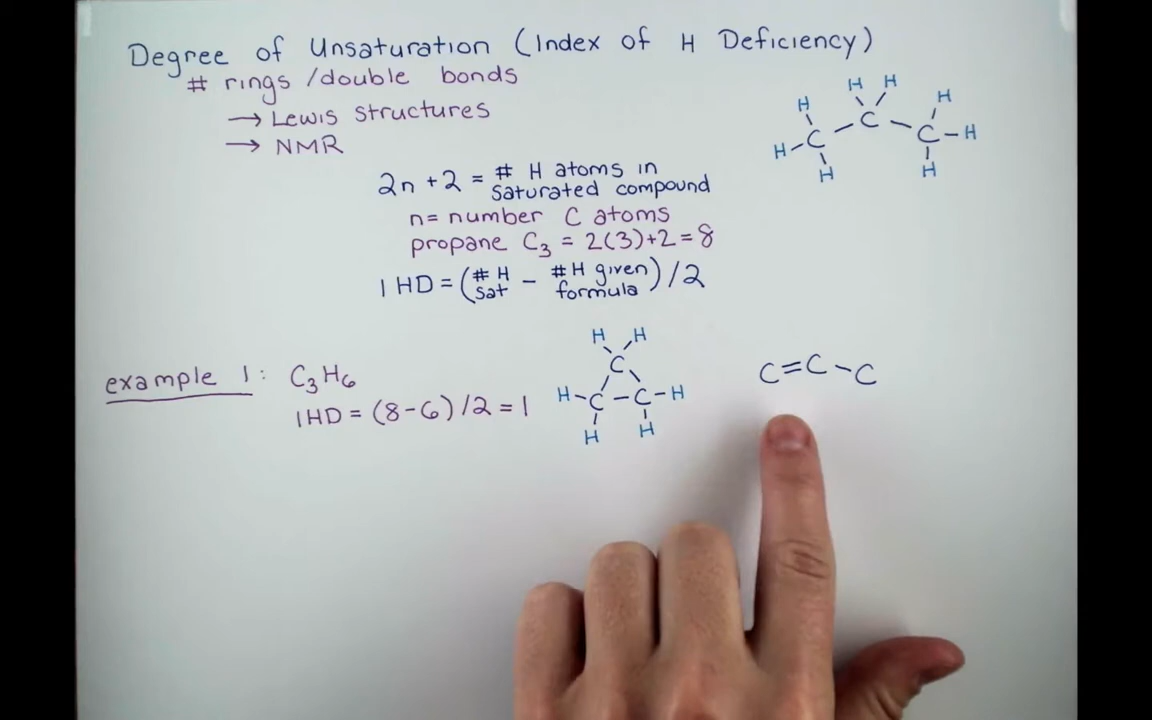 Degree of Unsaturation (Index of H Deficiency)
# rings /double bonds
→ Lewis structures
→ NMR
H H
H H
C
C C – H
H – H H
2n + 2 = # H atoms in
saturated compound
n = number C atoms
propane C₃ = 2(3)+2 = 8
IHD = (# H sat – # H given formula) / 2
example 1: C₃H₆
IHD = (8-6) /2 = 1
H H
C
H – C – C – H
H H
C=C–C